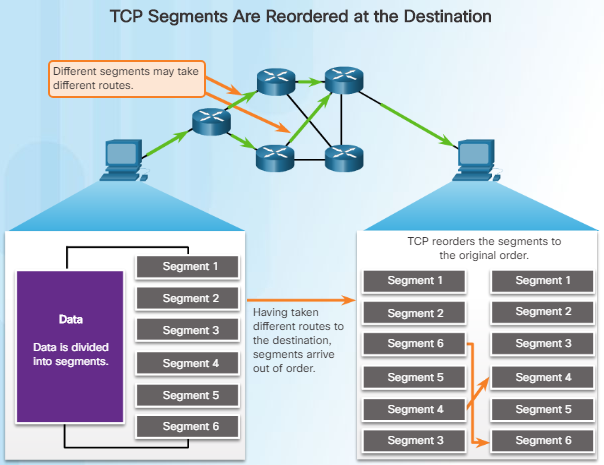 TCP Segments Are Reordered at the Destination
Different segments may take
different routes.
Data
Data is divided
into segments.
Segment 1
Segment 2
Segment 3
Segment 4
Segment 5
Segment 6
Having taken
different routes to
the destination,
segments arrive
out of order.
TCP reorders the segments to
the original order.
Segment 1
Segment 2
Segment 6
Segment 5
Segment 4
Segment 3
Segment 1
Segment 2
Segment 3
Segment 4
Segment 5
Segment 6